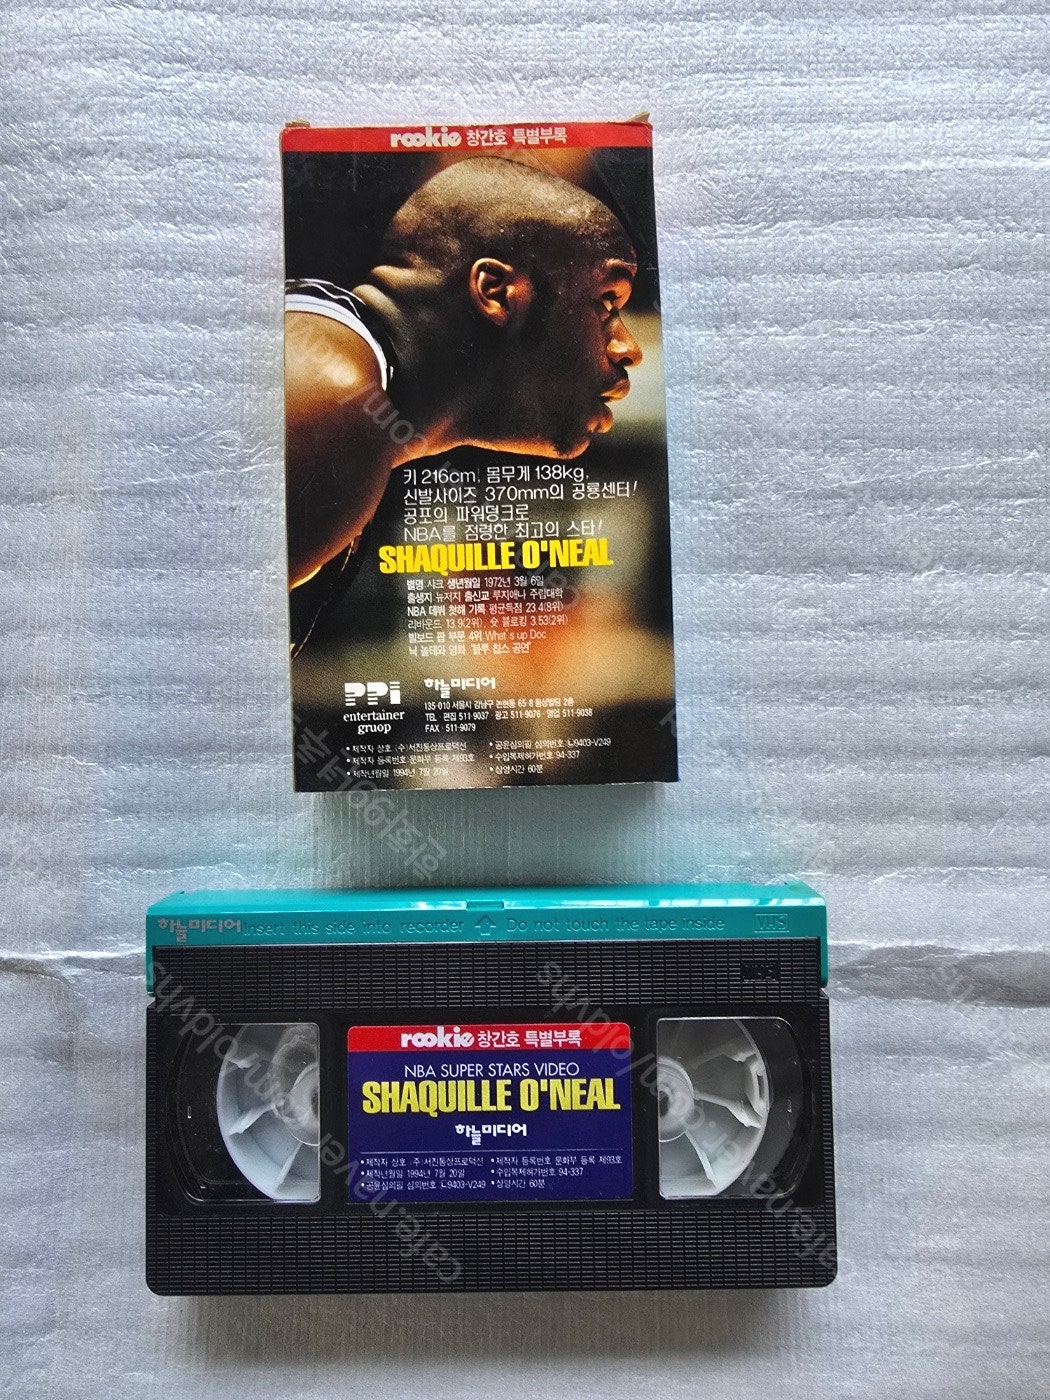 rookie 창간호 특별부록
키 216cm, 몸무게 138kg,
신발사이즈 370mm의 공룡센터!
공포의 파워덩크로
NBA를 점령한 최고의 스타!
SHAQUILLE O'NEAL
별명 샤크 생년월일 1972년 3월 6일
출생지 뉴저지 출신교 루지애나 주립대학
NBA 데뷔 첫해 기록 평균득점 23.4(8위)
리바운드 13.9(2위), 슛 블로킹 3.53(2위)
빌보드 팝 부문 4위 What's up Doc
닉 놀테와 영화 '블루 칩스' 공연
PPi
entertainer
gruop
하늘미디어
135-010 서울시 강남구 논현동 65-8 동상빌딩 2층
TEL · 편집 511-9037 · 광고 511-9076 · 영업 511-9038
FAX · 511-9079
• 제작자 상호 (주)서진동상프로덕션 • 공윤심의필 심의번호 ㄴ9403-V249
• 제작자 등록번호 문화부 등록 제93호 • 수입복제허가번호 94-337
• 제작년월일 1994년 7월 20일 • 상영시간 60분
하늘미디어 Insert this side into recorder Do not touch the tape inside VHS
VHS
rookie 창간호 특별부록
NBA SUPER STARS VIDEO
SHAQUILLE O'NEAL
하늘미디어
• 제작자 상호 (주)서진동상프로덕션 • 제작자 등록번호 문화부 등록 제93호
• 제작년월일 1994년 7월 20일 • 수입복제허가번호 94-337
• 공윤심의필 심의번호 ㄴ9403-V249 • 상영시간 60분
cafe.naver.com/oldvhs